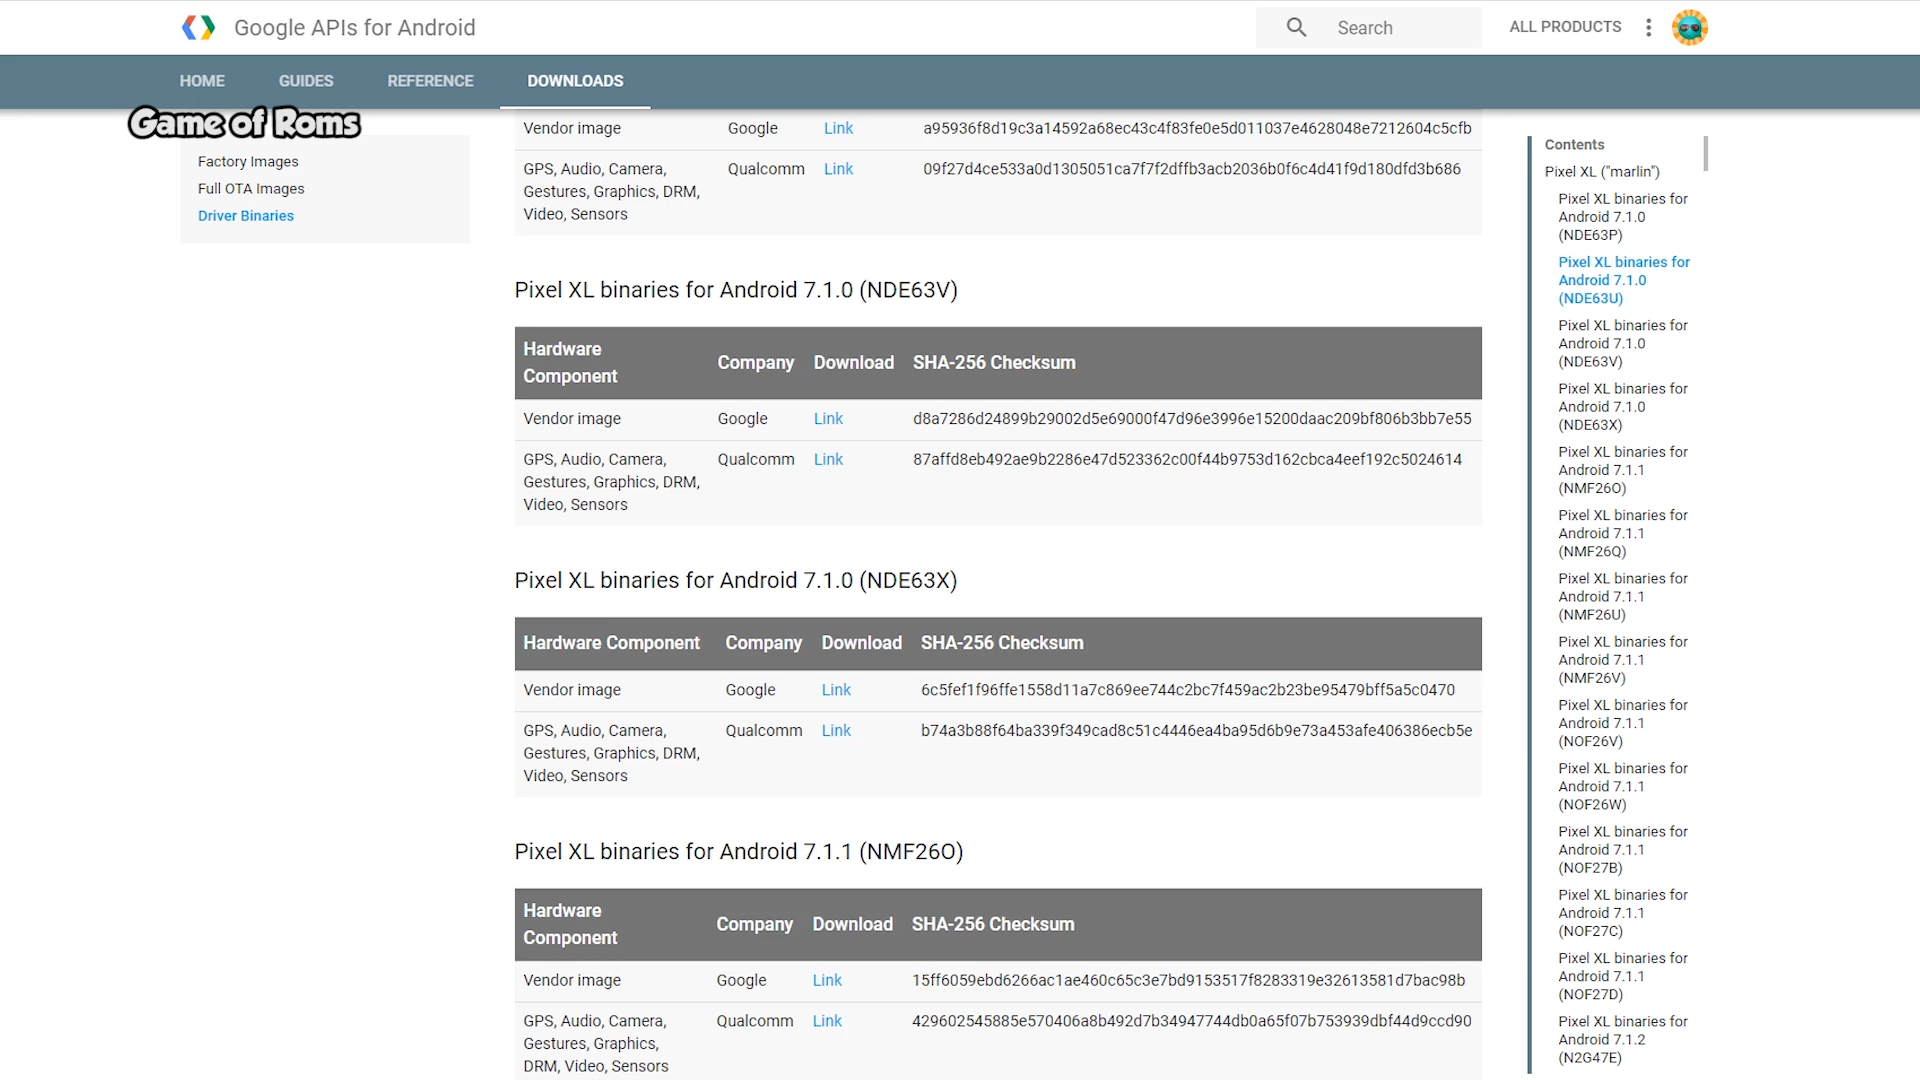 Google APIs for Android
Search
ALL PRODUCTS
HOME
GUIDES
REFERENCE
DOWNLOADS
Game of Roms
Factory Images
Full OTA Images
Driver Binaries
Vendor image Google Link a95936f8d19c3a14592a68ec43c4f83fe0e5d011037e4628048e7212604c5cfb
GPS, Audio, Camera, Qualcomm Link 09f27d4ce533a0d1305051ca7f7f2dffb3acb2036b0f6c4d41f9d180dfd3b686
Gestures, Graphics, DRM,
Video, Sensors
Pixel XL binaries for Android 7.1.0 (NDE63V)
Hardware
Component
Company Download SHA-256 Checksum
Vendor image Google Link d8a7286d24899b29002d5e69000f47d96e3996e15200daac209bf806b3bb7e55
GPS, Audio, Camera, Qualcomm Link 87affd8eb492ae9b2286e47d523362c00f44b9753d162cbca4eef192c5024614
Gestures, Graphics, DRM,
Video, Sensors
Pixel XL binaries for Android 7.1.0 (NDE63X)
Hardware Component Company Download SHA-256 Checksum
Vendor image Google Link 6c5fef1f96ffe1558d11a7c869ee744c2bc7f459ac2b23be95479bff5a5c0470
GPS, Audio, Camera, Qualcomm Link b74a3b88f64ba339f349cad8c51c4446ea4ba95d6b9e73a453afe406386ecb5e
Gestures, Graphics, DRM,
Video, Sensors
Pixel XL binaries for Android 7.1.1 (NMF26O)
Hardware
Component
Company Download SHA-256 Checksum
Vendor image Google Link 15ff6059ebd6266ac1ae460c65c3e7bd9153517f8283319e32613581d7bac98b
GPS, Audio, Camera, Qualcomm Link 429602545885e570406a8b492d7b34947744db0a65f07b753939dbf44d9ccd90
Gestures, Graphics,
DRM, Video, Sensors
Contents
Pixel XL ("marlin")
Pixel XL binaries for
Android 7.1.0
(NDE63P)
Pixel XL binaries for
Android 7.1.0
(NDE63U)
Pixel XL binaries for
Android 7.1.0
(NDE63V)
Pixel XL binaries for
Android 7.1.0
(NDE63X)
Pixel XL binaries for
Android 7.1.1
(NMF26O)
Pixel XL binaries for
Android 7.1.1
(NMF26Q)
Pixel XL binaries for
Android 7.1.1
(NMF26U)
Pixel XL binaries for
Android 7.1.1
(NMF26V)
Pixel XL binaries for
Android 7.1.1
(NOF26V)
Pixel XL binaries for
Android 7.1.1
(NOF26W)
Pixel XL binaries for
Android 7.1.1
(NOF27B)
Pixel XL binaries for
Android 7.1.1
(NOF27C)
Pixel XL binaries for
Android 7.1.1
(NOF27D)
Pixel XL binaries for
Android 7.1.2
(N2G47E)